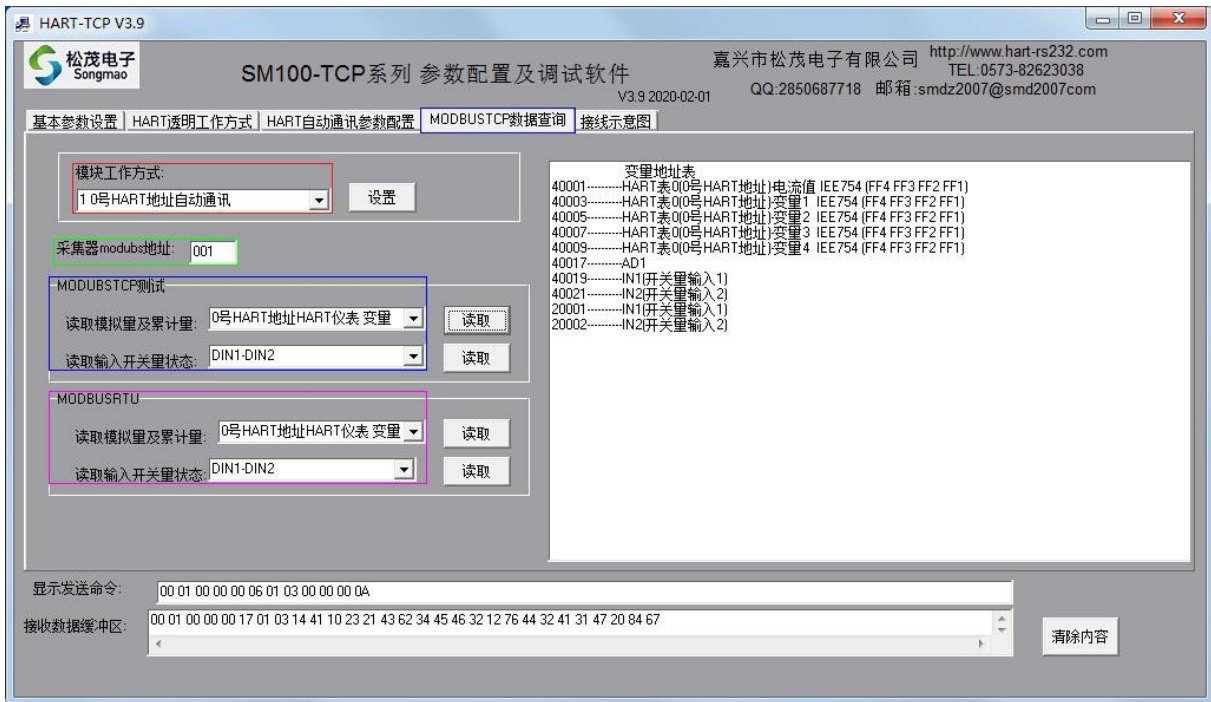 HART-TCP V3.9
松茂电子
Songmao
SM100-TCP系列 参数配置及调试软件
V3.9 2020-02-01
嘉兴市松茂电子有限公司 http://www.hart-rs232.com
TEL:0573-82623038
QQ:2850687718 邮箱:smdz2007@smd2007com
基本参数设置 HART透明工作方式 HART自动通讯参数配置 MODBUSTCP数据查询 接线示意图
模块工作方式:
1 0号HART地址自动通讯 设置
采集器modubs地址: 001
MODUBSTCP测试
读取模拟量及累计量: 0号HART地址HART仪表 变量 读取
读取输入开关量状态: DIN1-DIN2 读取
MODBUSRTU
读取模拟量及累计量: 0号HART地址HART仪表 变量 读取
读取输入开关量状态: DIN1-DIN2 读取
变量地址表
40001---------HART表0(0号HART地址)电流值 IEE754 (FF4 FF3 FF2 FF1)
40003---------HART表0(0号HART地址)变量1 IEE754 (FF4 FF3 FF2 FF1)
40005---------HART表0(0号HART地址)变量2 IEE754 (FF4 FF3 FF2 FF1)
40007---------HART表0(0号HART地址)变量3 IEE754 (FF4 FF3 FF2 FF1)
40009---------HART表0(0号HART地址)变量4 IEE754 (FF4 FF3 FF2 FF1)
40017---------AD1
40019---------IN1(开关量输入1)
40021---------IN2(开关量输入2)
20001---------IN1(开关量输入1)
20002---------IN2(开关量输入2)
显示发送命令: 00 01 00 00 00 06 01 03 00 00 00 0A
接收数据缓冲区: 00 01 00 00 00 17 01 03 14 41 10 23 21 43 62 34 45 46 32 12 76 44 32 41 31 47 20 84 67
清除内容